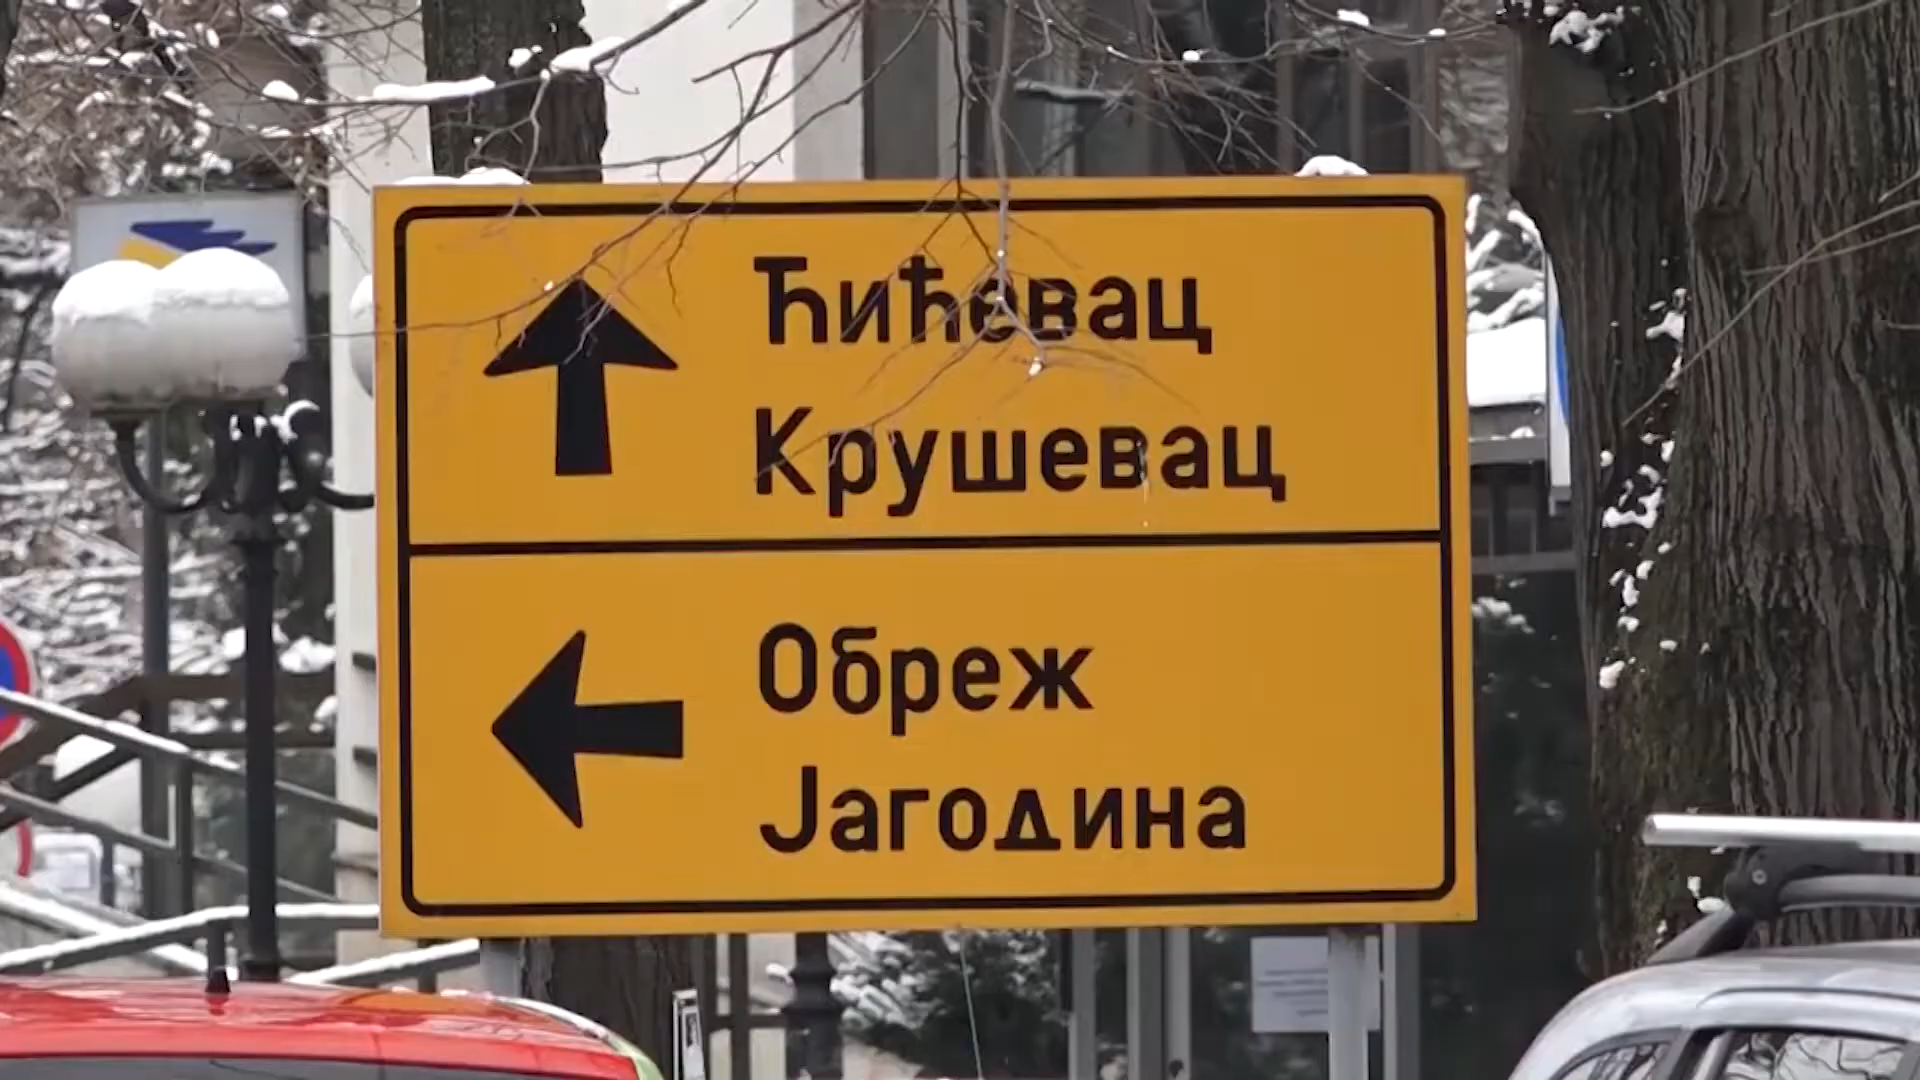 Ћићевац
Крушевац
Обреж
Јагодина